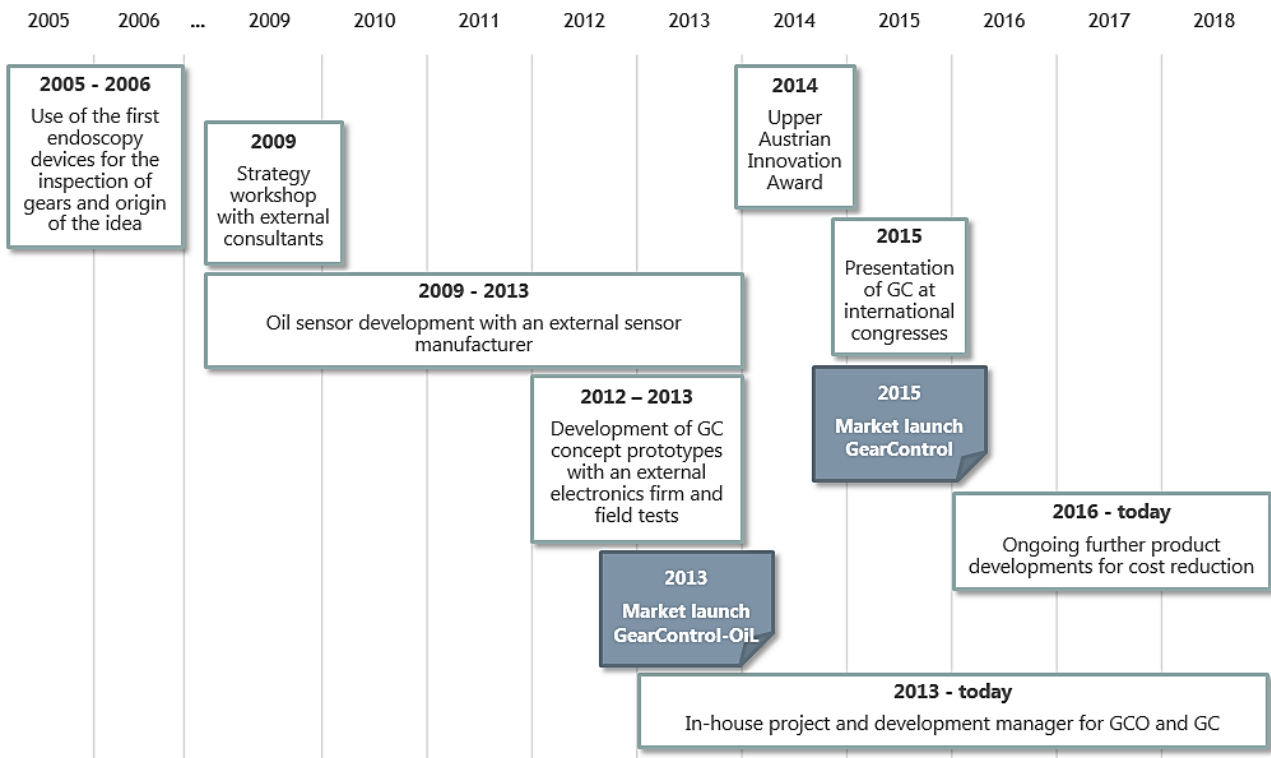 2005 2006 ... 2009 2010 2011 2012 2013 2014 2015 2016 2017 2018
2005 - 2006
Use of the first
endoscopy
devices for the
inspection of
gears and origin
of the idea
2009
Strategy
workshop
with external
consultants
2014
Upper
Austrian
Innovation
Award
2015
Presentation
of GC at
international
congresses
2009 - 2013
Oil sensor development with an external sensor
manufacturer
2012 – 2013
Development of GC
concept prototypes
with an external
electronics firm and
field tests
2015
Market launch
GearControl
2016 - today
Ongoing further product
developments for cost reduction
2013
Market launch
GearControl-OiL
2013 - today
In-house project and development manager for GCO and GC